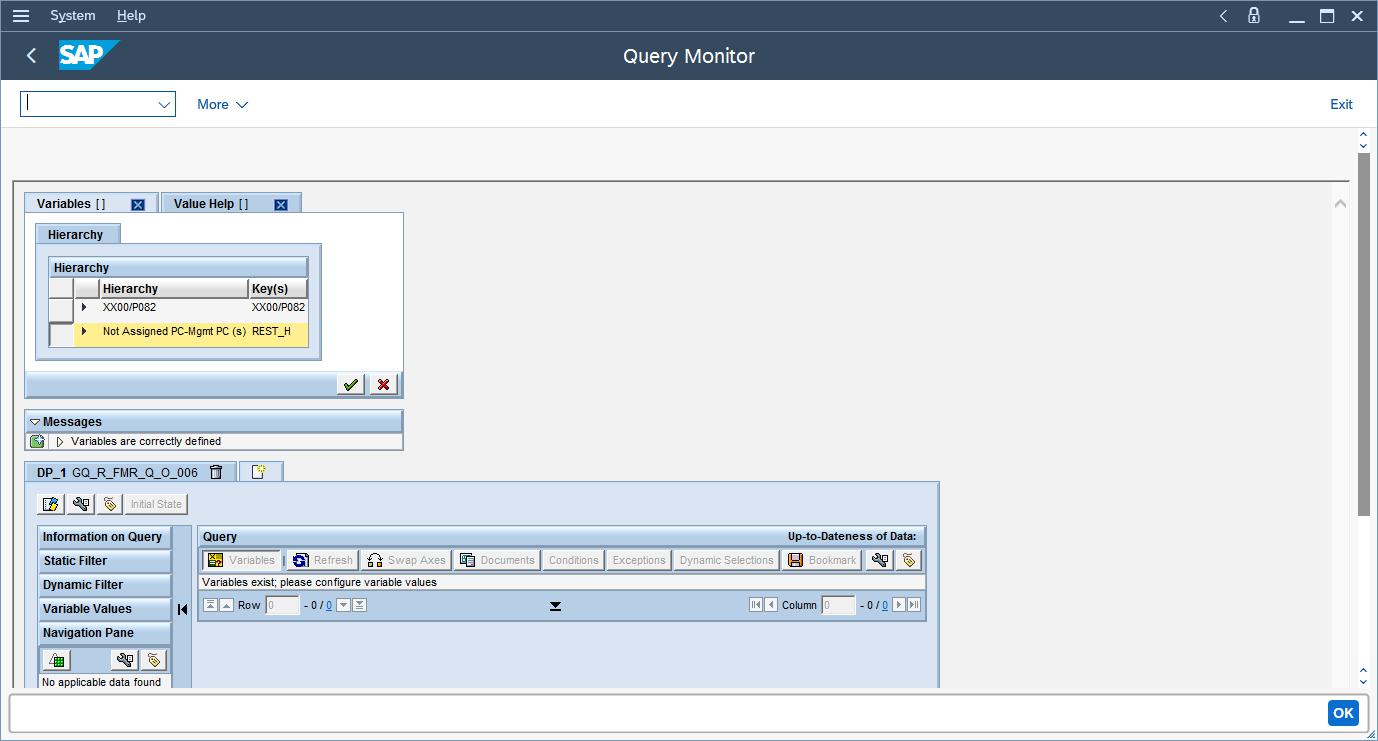 System Help
SAP Query Monitor
More Exit
Variables [ ] Value Help [ ]
Hierarchy
Hierarchy
Hierarchy Key(s)
XX00/P082 XX00/P082
Not Assigned PC-Mgmt PC (s) REST_H
Messages
Variables are correctly defined
DP_1 GQ_R_FMR_Q_O_006
Initial State
Information on Query
Static Filter
Dynamic Filter
Variable Values
Navigation Pane
No applicable data found
Query Up-to-Dateness of Data:
Variables Refresh Swap Axes Documents Conditions Exceptions Dynamic Selections Bookmark
Variables exist; please configure variable values
Row 0 - 0 / 0 Column 0 - 0 / 0
OK